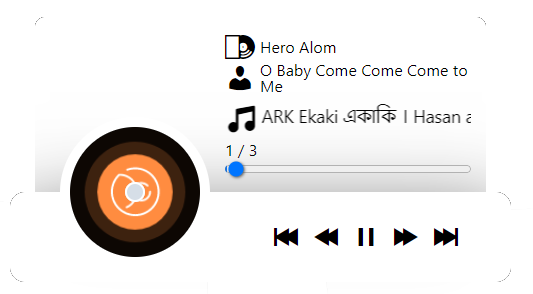 Hero Alom
O Baby Come Come Come to
Me
ARK Ekaki একাকি । Hasan a
1 / 3